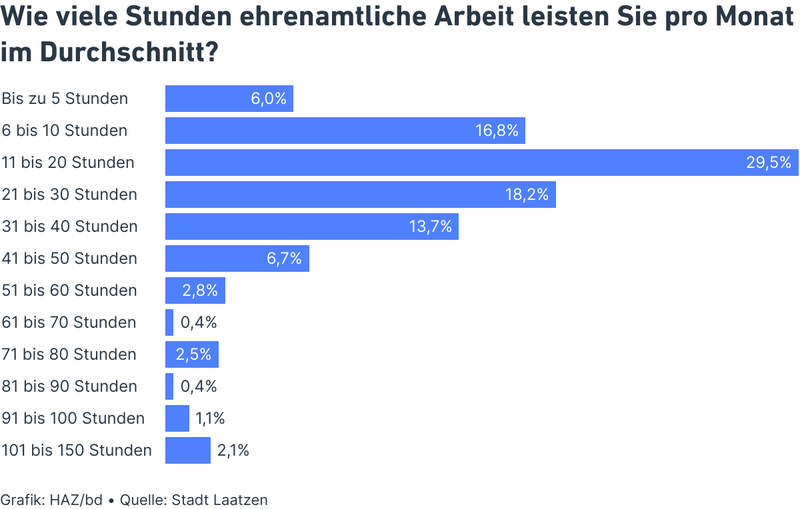 Wie viele Stunden ehrenamtliche Arbeit leisten Sie pro Monat
im Durchschnitt?
Bis zu 5 Stunden 6,0%
6 bis 10 Stunden 16,8%
11 bis 20 Stunden 29,5%
21 bis 30 Stunden 18,2%
31 bis 40 Stunden 13,7%
41 bis 50 Stunden 6,7%
51 bis 60 Stunden 2,8%
61 bis 70 Stunden 0,4%
71 bis 80 Stunden 2,5%
81 bis 90 Stunden 0,4%
91 bis 100 Stunden 1,1%
101 bis 150 Stunden 2,1%
Grafik: HAZ/bd • Quelle: Stadt Laatzen